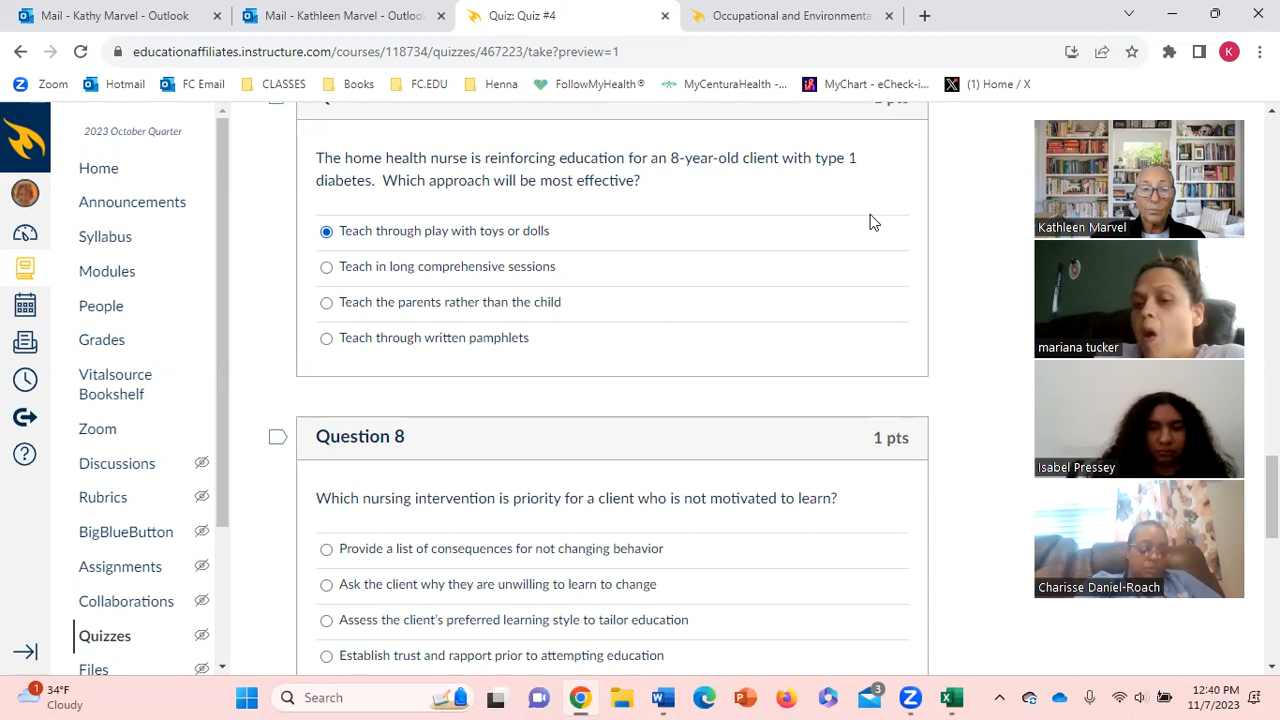 Mail - Kathy Marvel - Outlook
Mail - Kathleen Marvel - Outlook
Quiz: Quiz #4
Occupational and Environmenta
educationaffiliates.instructure.com/courses/118734/quizzes/467223/take?preview=1
K
Zoom
Hotmail
FC Email
CLASSES
Books
FC.EDU
Henna
FollowMyHealth®
MyCenturaHealth -...
MyChart - eCheck-i...
(1) Home / X
2023 October Quarter
Home
Announcements
Syllabus
Modules
People
Grades
Vitalsource
Bookshelf
Zoom
Discussions
Rubrics
BigBlueButton
Assignments
Collaborations
Quizzes
Files
The home health nurse is reinforcing education for an 8-year-old client with type 1
diabetes. Which approach will be most effective?
Teach through play with toys or dolls
Teach in long comprehensive sessions
Teach the parents rather than the child
Teach through written pamphlets
Question 8
1 pts
Which nursing intervention is priority for a client who is not motivated to learn?
Provide a list of consequences for not changing behavior
Ask the client why they are unwilling to learn to change
Assess the client's preferred learning style to tailor education
Establish trust and rapport prior to attempting education
Kathleen Marvel
mariana tucker
Isabel Pressey
Charisse Daniel-Roach
1
34°F
Cloudy
Search
3
12:40 PM
11/7/2023